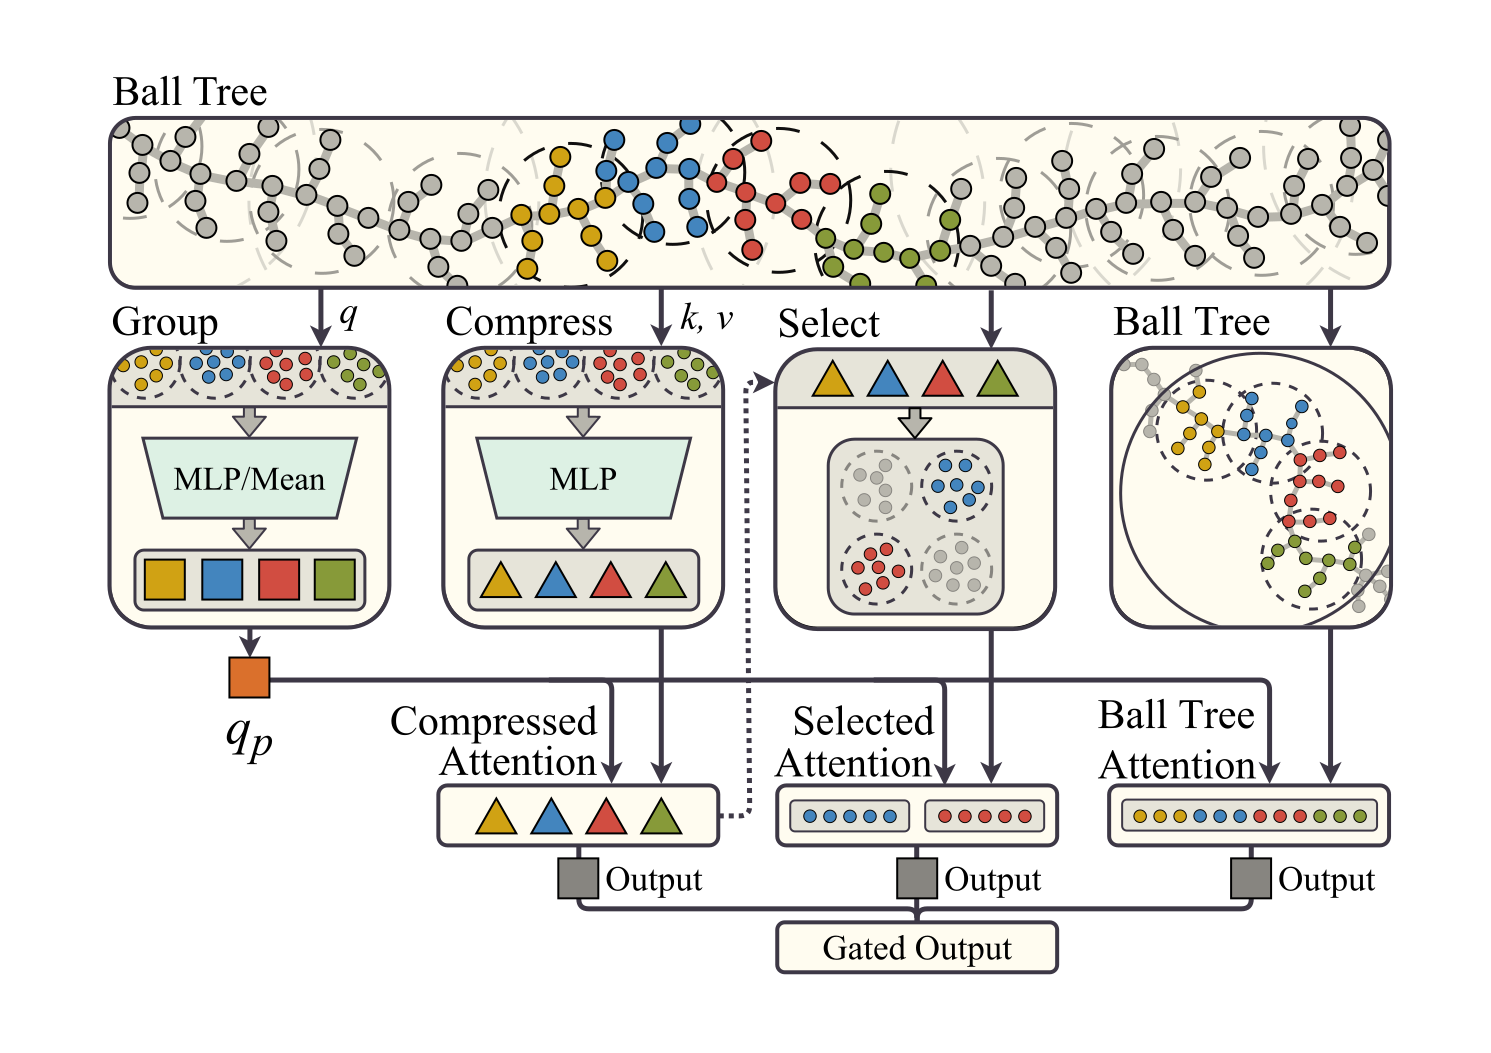 Ball Tree
Group
q
Compress
k, v
Select
Ball Tree
MLP/Mean
MLP
q_p
Compressed
Attention
Selected
Attention
Ball Tree
Attention
Output
Output
Output
Gated Output